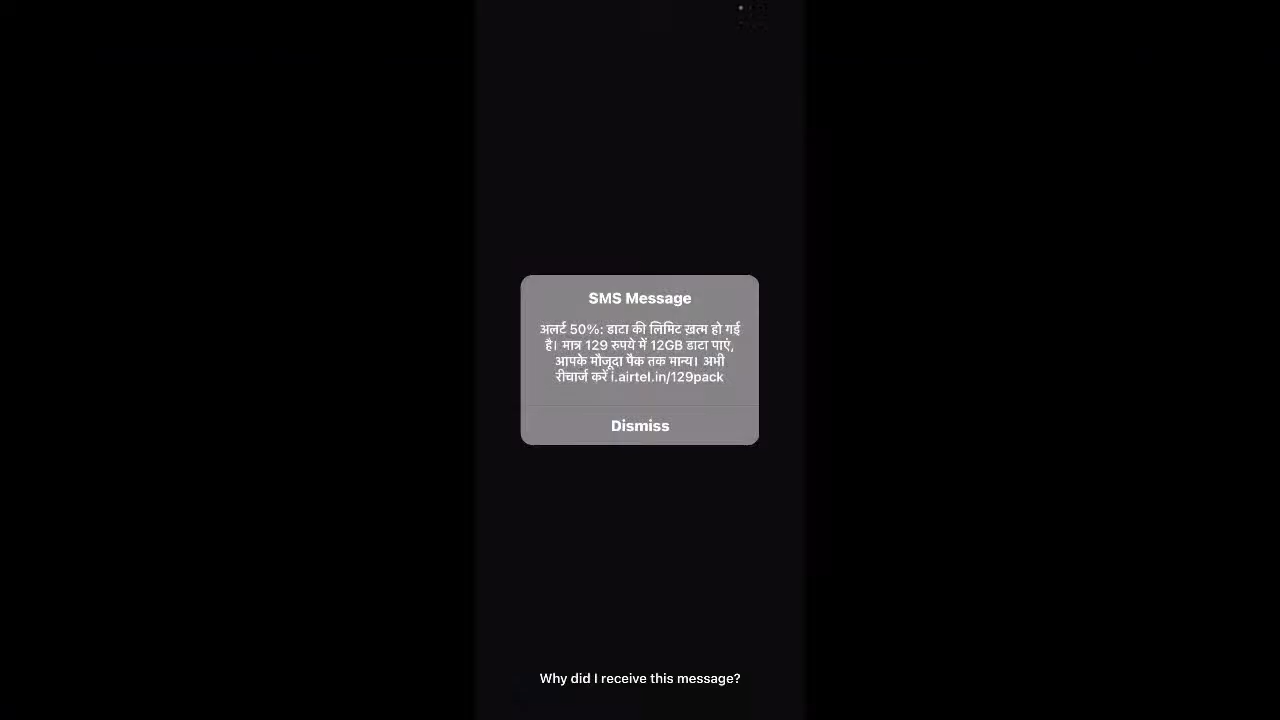 SMS Message
अलर्ट 50%: डाटा की लिमिट ख़त्म हो गई
है। मात्र 129 रुपये में 12GB डाटा पाएं,
आपके मौजूदा पैक तक मान्य। अभी
रीचार्ज करें i.airtel.in/129pack
Dismiss
Why did I receive this message?